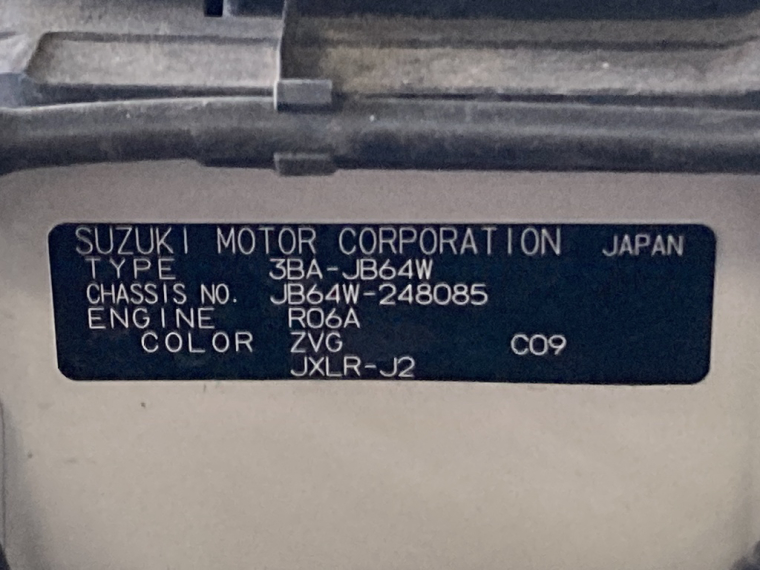 SUZUKI MOTOR CORPORATION JAPAN
TYPE 3BA-JB64W
CHASSIS NO. JB64W-248085
ENGINE R06A
COLOR ZVG C09
JXLR-J2